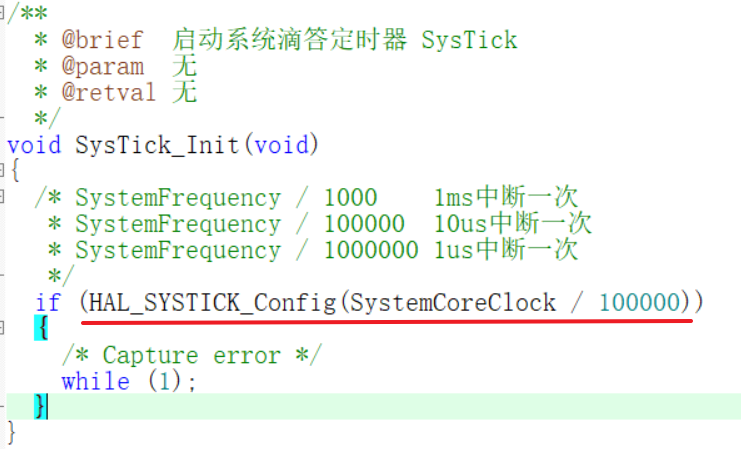 /**
  * @brief  启动系统滴答定时器 SysTick
  * @param  无
  * @retval 无
  */
void SysTick_Init(void)
{
  /* SystemFrequency / 1000    1ms中断一次
   * SystemFrequency / 100000  10us中断一次
   * SystemFrequency / 1000000 1us中断一次
   */
  if (HAL_SYSTICK_Config(SystemCoreClock / 100000))
  {
    /* Capture error */
    while (1);
  }
}